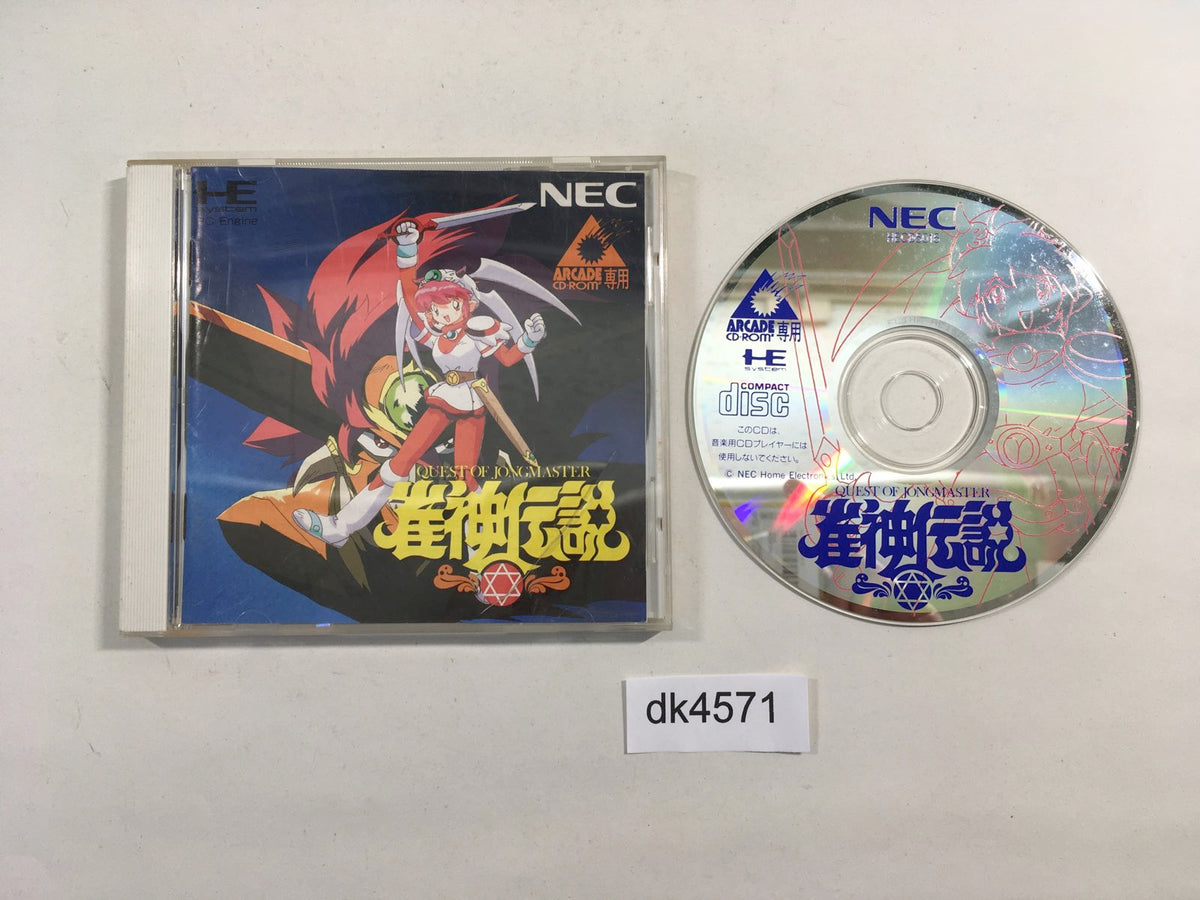 HE
system
PC Engine
NEC
ARCADE
CD-ROM² 専用
QUEST OF JONGMASTER
雀神伝説
NEC
ARCADE
CD-ROM² 専用
HE
system
COMPACT
disc
このCDは、
音楽用CDプレイヤーには
使用しないでください。
© NEC Home Electronics, Ltd.
QUEST OF JONGMASTER
雀神伝説
dk4571